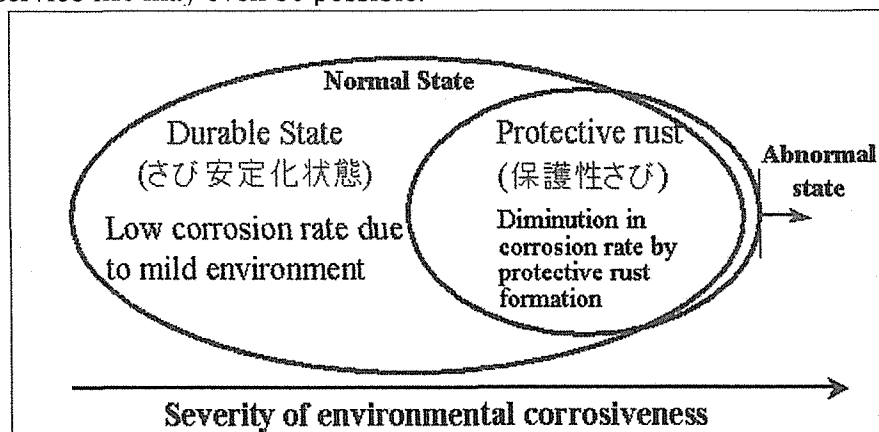 service life may even be possible.
Normal State
Durable State
(さび安定化状態)
Low corrosion rate due
to mild environment
Protective rust
(保護性さび)
Diminution in
corrosion rate by
protective rust
formation
Abnormal
state
Severity of environmental corrosiveness